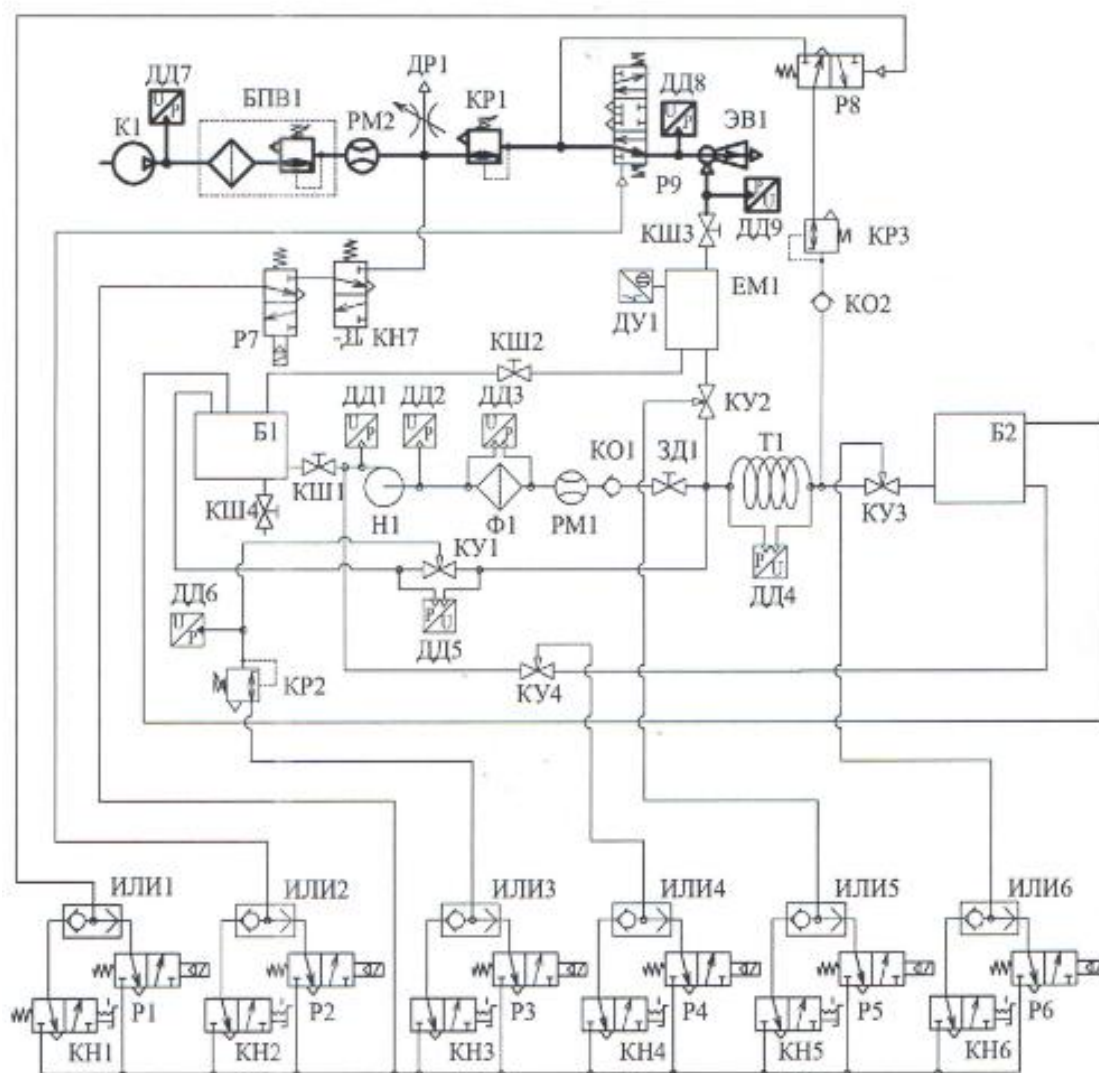 ДД7
БПВ1
К1
РМ2
ДР1
КР1
U
P
ДД8
U
P
ЭВ1
Р8
Р9
P
U
ДД9
КШ3
КР3
ЕМ1
ДУ1
КО2
Р7
КН7
КШ2
КУ2
Б1
ДД1
U
P
ДД2
U
P
ДД3
U
P
КО1
ЗД1
Т1
Б2
КШ1
КШ4
Н1
Ф1
РМ1
КУ3
КУ1
P
U
ДД4
ДД6
U
P
P
U
ДД5
КР2
КУ4
ИЛИ1
ИЛИ2
ИЛИ3
ИЛИ4
ИЛИ5
ИЛИ6
Р1
Р2
Р3
Р4
Р5
Р6
КН1
КН2
КН3
КН4
КН5
КН6